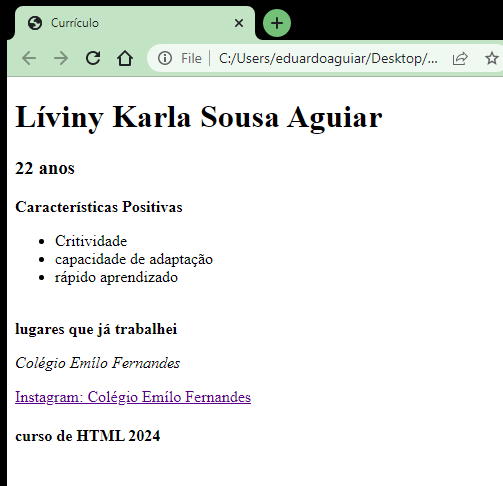 Currículo
File | C:/Users/eduardoaguiar/Desktop/...
Líviny Karla Sousa Aguiar
22 anos
Características Positivas
Critividade
capacidade de adaptação
rápido aprendizado
lugares que já trabalhei
Colégio Emílo Fernandes
Instagram: Colégio Emílo Fernandes
curso de HTML 2024